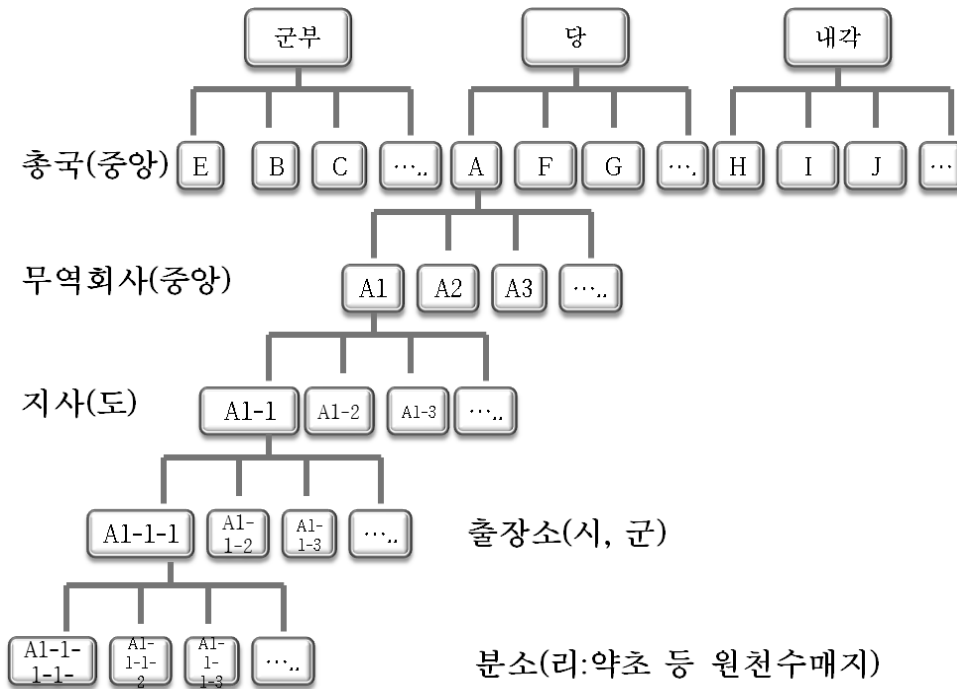 군부 당 내각
총국(중앙) E B C ‥‥. A F G ‥‥. H I J ‥‥
무역회사(중앙) A1 A2 A3 ‥‥.
지사(도) A1-1 A1-2 A1-3 ‥‥.
A1-1-1 A1-
1-2 A1-
1-3 ‥‥. 출장소(시, 군)
A1-1-
1-1- A1-
1-1-
2 A1-
1-
1-3 ‥‥. 분소(리:약초 등 원천수매지)